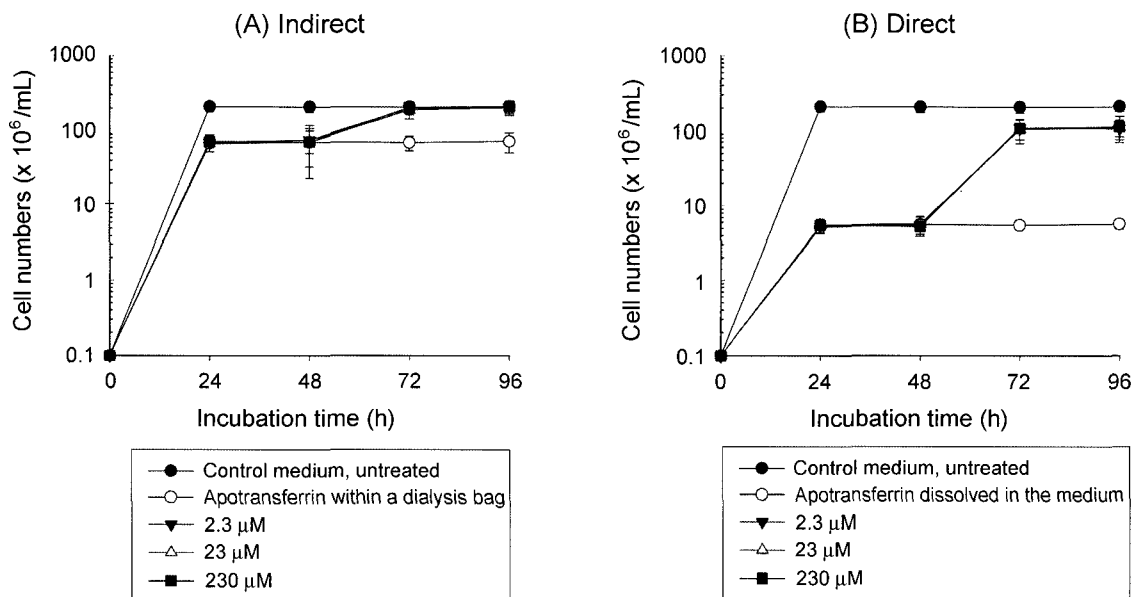 (A) Indirect
1000
100
10
1
0.1
Cell numbers (x 10⁶/mL)
0 24 48 72 96
Incubation time (h)
Control medium, untreated
Apotransferrin within a dialysis bag
2.3 μM
23 μM
230 μM
(B) Direct
1000
100
10
1
0.1
Cell numbers (x 10⁶/mL)
0 24 48 72 96
Incubation time (h)
Control medium, untreated
Apotransferrin dissolved in the medium
2.3 μM
23 μM
230 μM